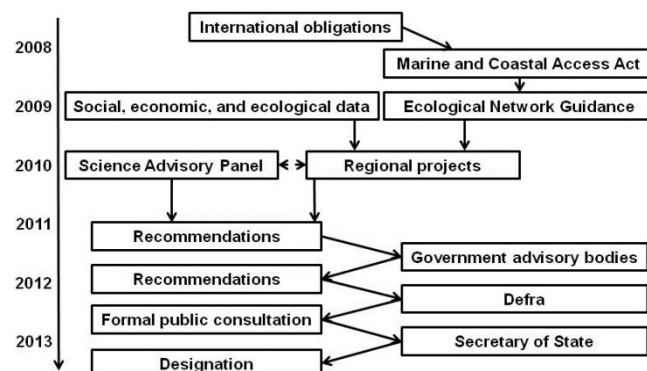 International obligations
2008
Marine and Coastal Access Act
2009
Social, economic, and ecological data
Ecological Network Guidance
2010
Science Advisory Panel
Regional projects
2011
Recommendations
Government advisory bodies
2012
Recommendations
Defra
Formal public consultation
2013
Secretary of State
Designation